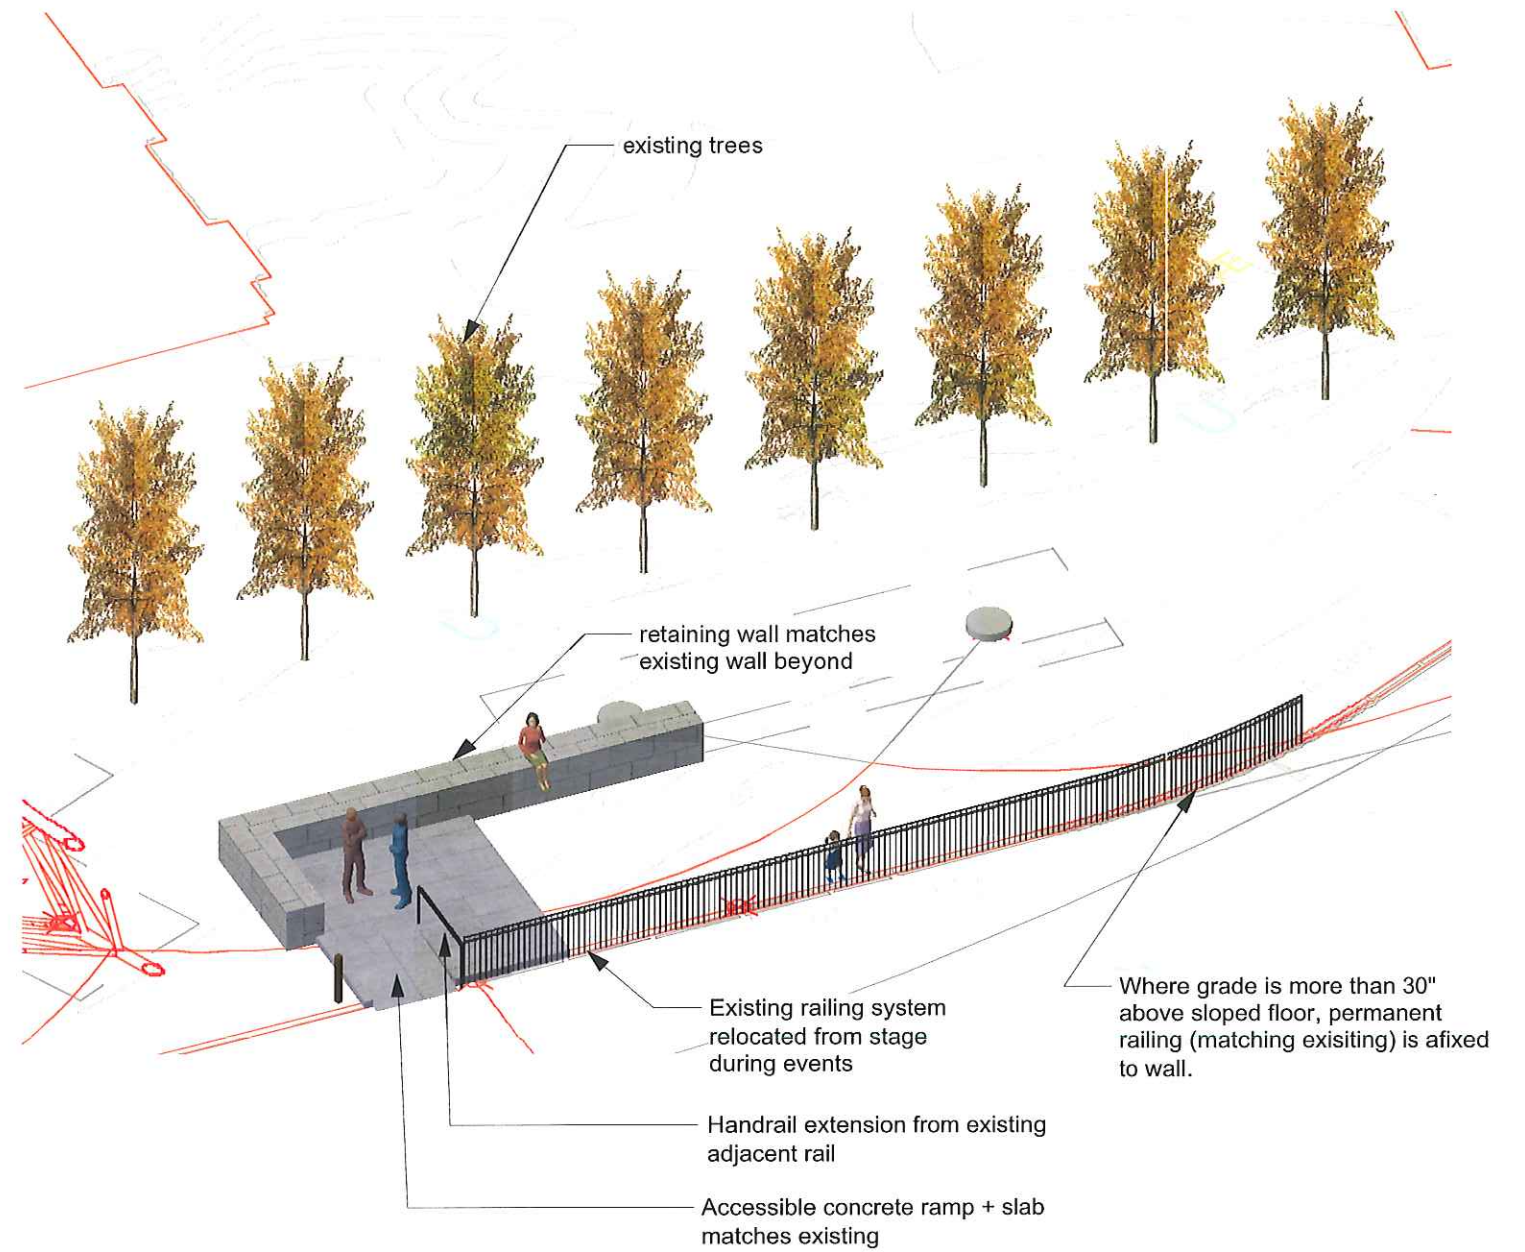 existing trees
retaining wall matches
existing wall beyond
Existing railing system
relocated from stage
during events
Where grade is more than 30"
above sloped floor, permanent
railing (matching exisiting) is afixed
to wall.
Handrail extension from existing
adjacent rail
Accessible concrete ramp + slab
matches existing